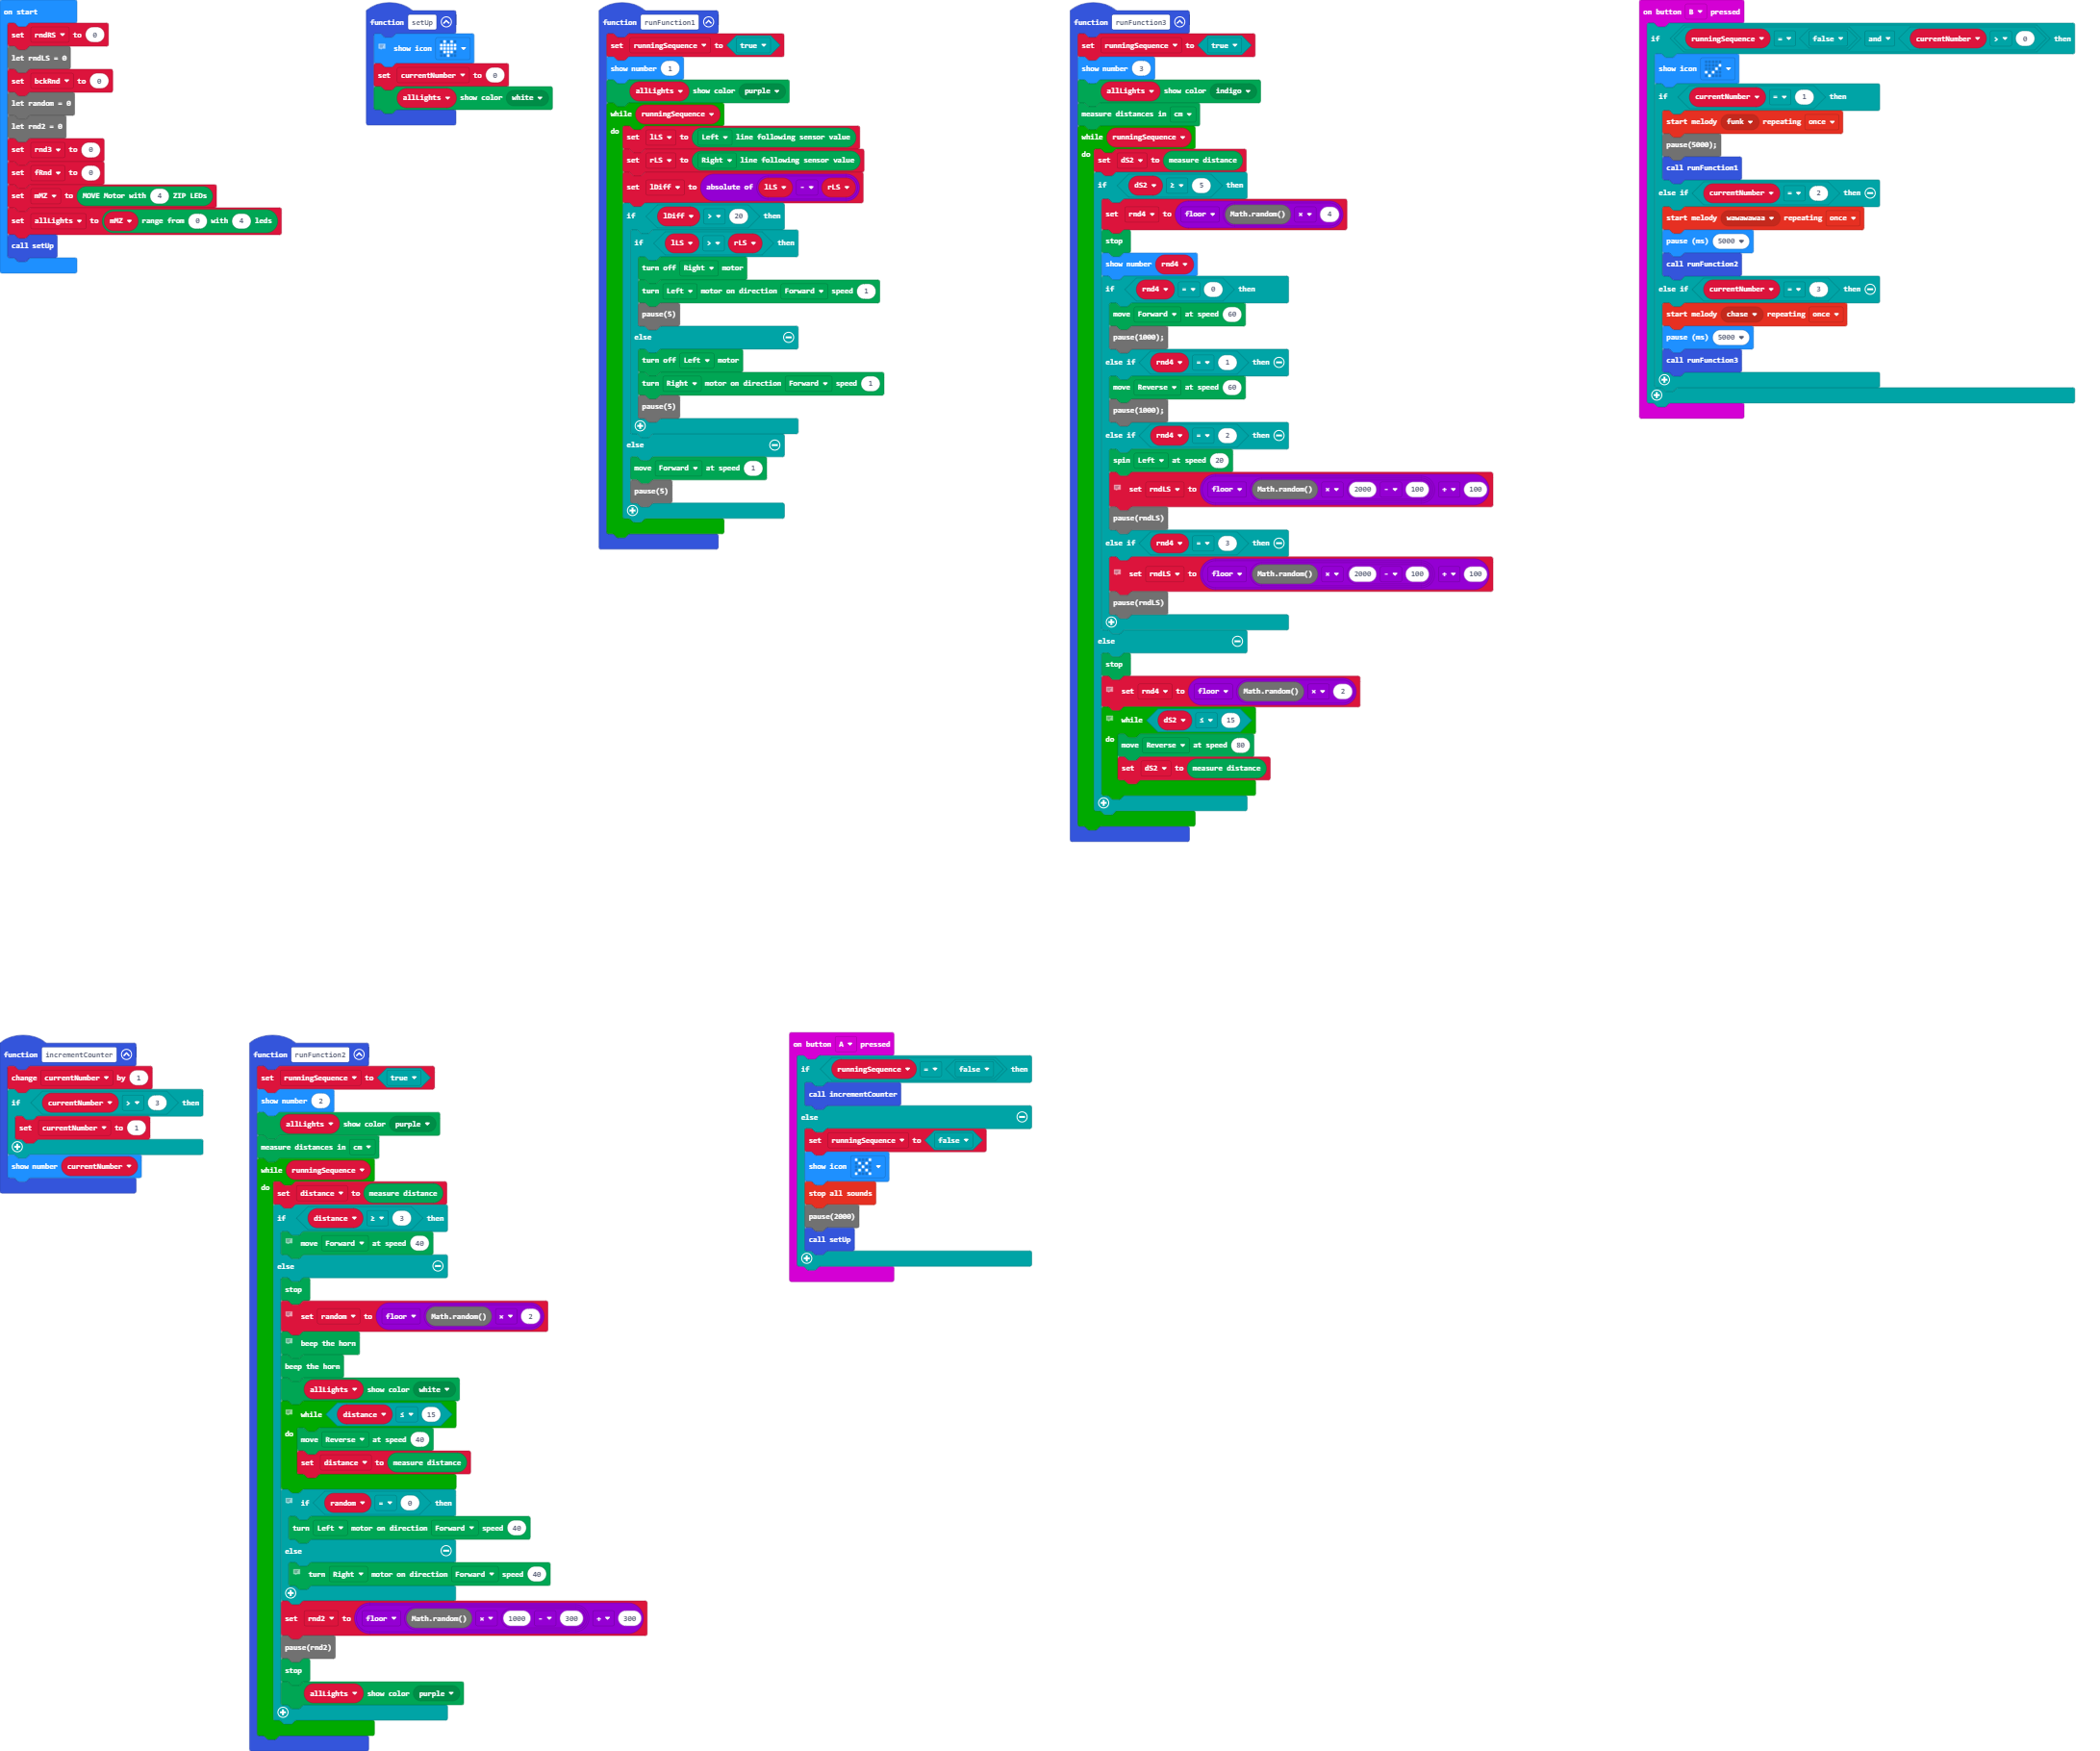 on start
set rndRS to 0
let rndLS = 0
set bckRnd to 0
let random = 0
let rnd2 = 0
set rnd3 to 0
set fRnd to 0
set mMZ to MOVE Motor with 4 ZIP LEDs
set allLights to mMZ range from 0 with 4 leds
call setUp
function setUp
show icon
set currentNumber to 0
allLights show color white
function runFunction1
set runningSequence to true
show number 1
allLights show color purple
while runningSequence
do set lLS to Left line following sensor value
set rLS to Right line following sensor value
set lDiff to absolute of lLS - rLS
if lDiff > 20 then
if lLS > rLS then
turn off Right motor
turn Left motor on direction Forward speed 1
pause(5)
else
turn off Left motor
turn Right motor on direction Forward speed 1
pause(5)
else
move Forward at speed 1
pause(5)
function runFunction3
set runningSequence to true
show number 3
allLights show color indigo
measure distances in cm
while runningSequence
do set dS2 to measure distance
if dS2 ≥ 5 then
set rnd4 to floor Math.random() × 4
stop
show number rnd4
if rnd4 = 0 then
move Forward at speed 60
pause(1000);
else if rnd4 = 1 then
move Reverse at speed 60
pause(1000);
else if rnd4 = 2 then
spin Left at speed 20
set rndLS to floor Math.random() × 2000 - 100 + 100
pause(rndLS)
else if rnd4 = 3 then
set rndLS to floor Math.random() × 2000 - 100 + 100
pause(rndLS)
else
stop
set rnd4 to floor Math.random() × 2
while dS2 ≤ 15
do move Reverse at speed 80
set dS2 to measure distance
on button B pressed
if runningSequence = false and currentNumber > 0 then
show icon
if currentNumber = 1 then
start melody funk repeating once
pause(5000);
call runFunction1
else if currentNumber = 2 then
start melody wawawawaa repeating once
pause (ms) 5000
call runFunction2
else if currentNumber = 3 then
start melody chase repeating once
pause (ms) 5000
call runFunction3
function incrementCounter
change currentNumber by 1
if currentNumber > 3 then
set currentNumber to 1
show number currentNumber
function runFunction2
set runningSequence to true
show number 2
allLights show color purple
measure distances in cm
while runningSequence
do set distance to measure distance
if distance ≥ 3 then
move Forward at speed 40
else
stop
set random to floor Math.random() × 2
beep the horn
beep the horn
allLights show color white
while distance ≤ 15
do move Reverse at speed 40
set distance to measure distance
if random = 0 then
turn Left motor on direction Forward speed 40
else
turn Right motor on direction Forward speed 40
set rnd2 to floor Math.random() × 1000 - 300 + 300
pause(rnd2)
stop
allLights show color purple
on button A pressed
if runningSequence = false then
call incrementCounter
else
set runningSequence to false
show icon
stop all sounds
pause(2000)
call setUp